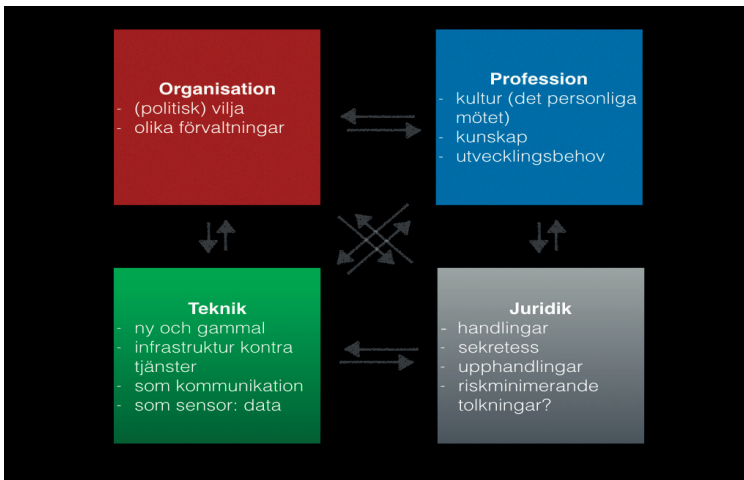 Organisation
- (politisk) vilja
- olika förvaltningar
Profession
- kultur (det personliga
mötet)
- kunskap
- utvecklingsbehov
Teknik
- ny och gammal
- infrastruktur kontra
tjänster
- som kommunikation
- som sensor: data
Juridik
- handlingar
- sekretess
- upphandlingar
- riskminimerande
tolkningar?